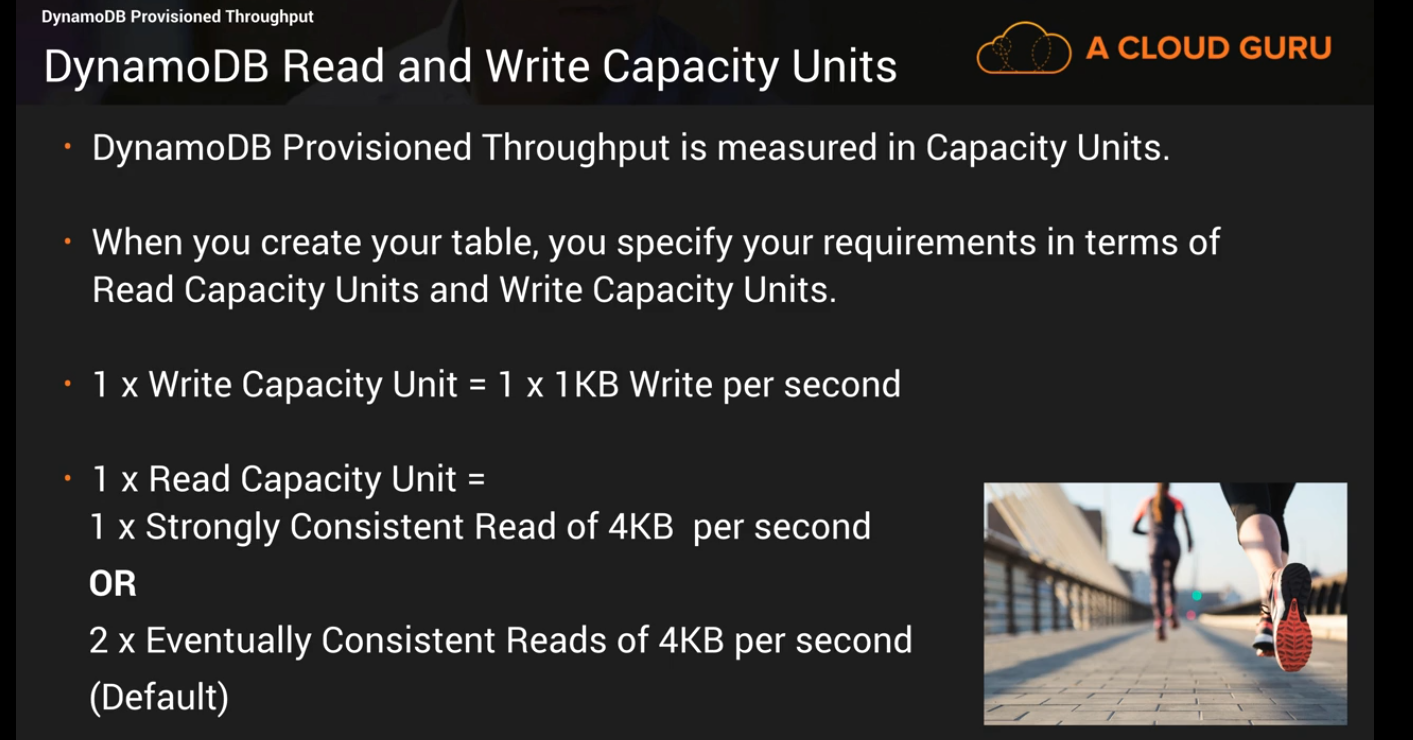 DynamoDB Provisioned Throughput
DynamoDB Read and Write Capacity Units
A CLOUD GURU
• DynamoDB Provisioned Throughput is measured in Capacity Units.
• When you create your table, you specify your requirements in terms of
Read Capacity Units and Write Capacity Units.
• 1 x Write Capacity Unit = 1 x 1KB Write per second
• 1 x Read Capacity Unit =
1 x Strongly Consistent Read of 4KB  per second
OR
2 x Eventually Consistent Reads of 4KB per second
(Default)